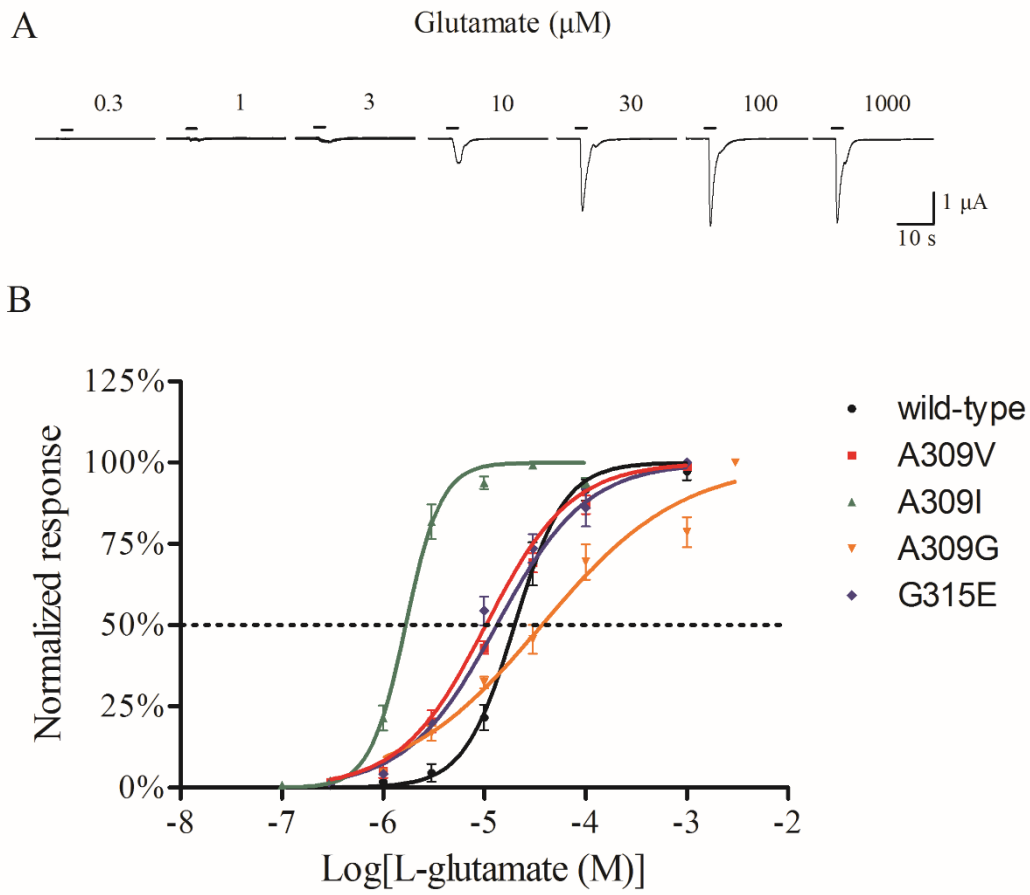 A
Glutamate (μM)
0.3 1 3 10 30 100 1000
1 μA
10 s
B
125%
100%
75%
50%
25%
0%
Normalized response
-8 -7 -6 -5 -4 -3 -2
Log[L-glutamate (M)]
wild-type
A309V
A309I
A309G
G315E